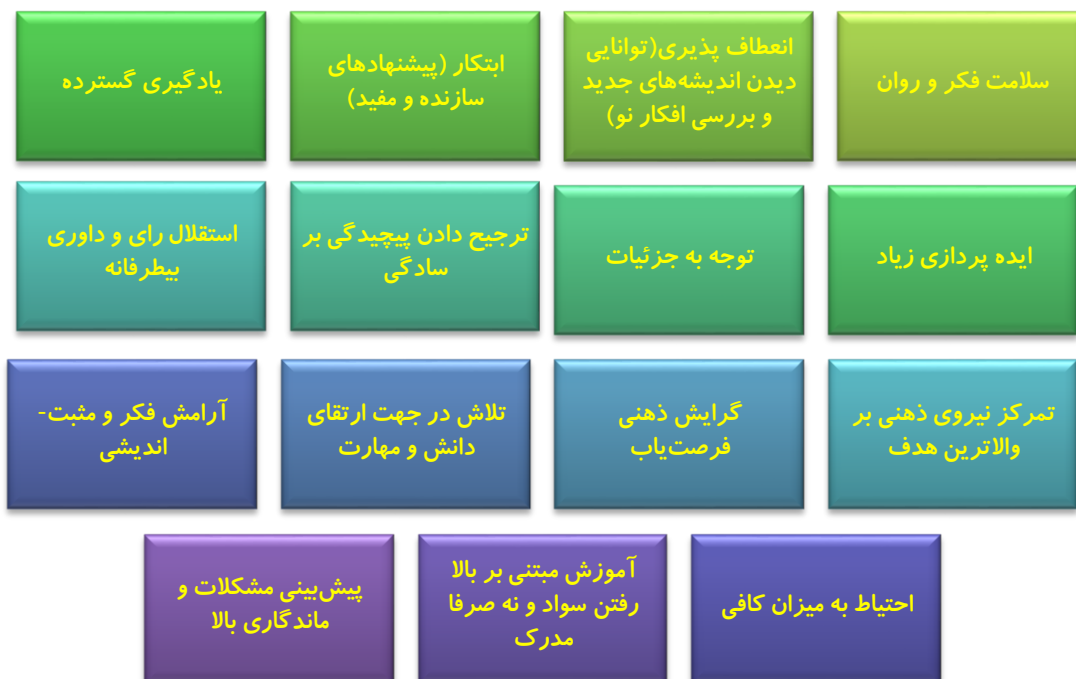 سلامت فکر و روان
انعطاف پذیری(توانایی
دیدن اندیشه‌های جدید
و بررسی افکار نو)
ابتکار (پیشنهادهای
سازنده و مفید)
یادگیری گسترده
ایده پردازی زیاد
توجه به جزئیات
ترجیح دادن پیچیدگی بر
سادگی
استقلال رای و داوری
بیطرفانه
تمرکز نیروی ذهنی بر
والاترین هدف
گرایش ذهنی
فرصت‌یاب
تلاش در جهت ارتقای
دانش و مهارت
آرامش فکر و مثبت-
اندیشی
احتیاط به میزان کافی
آموزش مبتنی بر بالا
رفتن سواد و نه صرفا
مدرک
پیش‌بینی مشکلات و
ماندگاری بالا